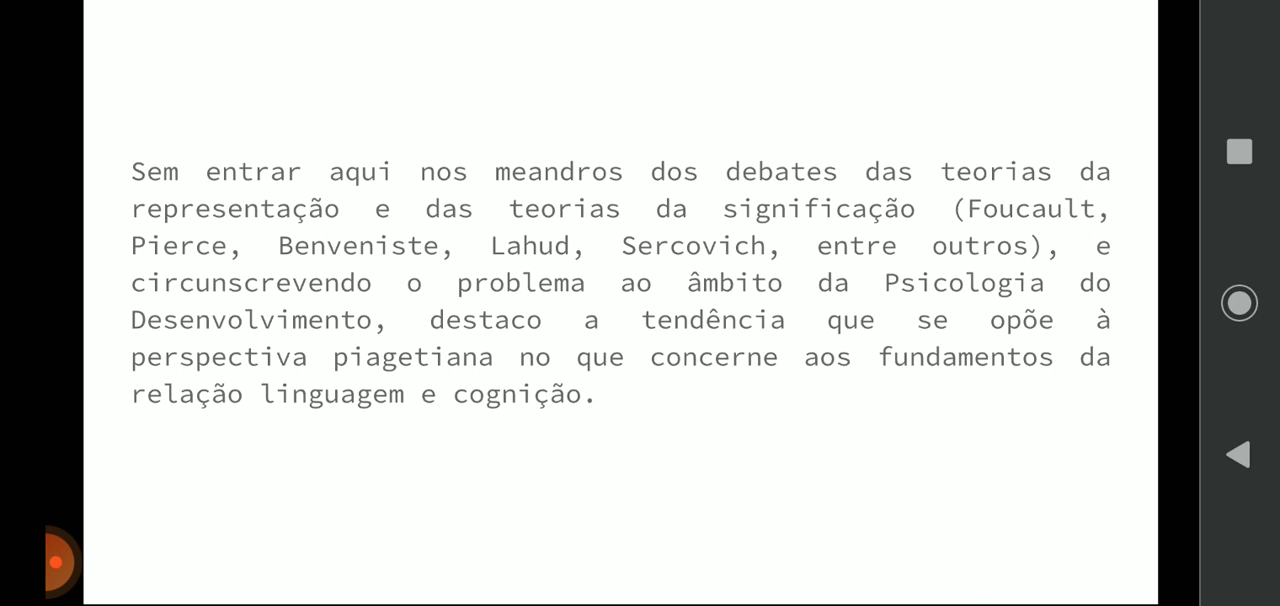 Sem entrar aqui nos meandros dos debates das teorias da
representação e das teorias da significação (Foucault,
Pierce, Benveniste, Lahud, Sercovich, entre outros), e
circunscrevendo o problema ao âmbito da Psicologia do
Desenvolvimento, destaco a tendência que se opõe à
perspectiva piagetiana no que concerne aos fundamentos da
relação linguagem e cognição.